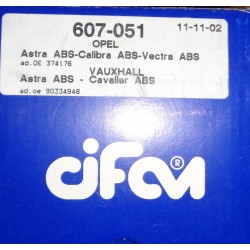 607-051 11-11-02
OPEL
Astra ABS-Calibra ABS-Vectra ABS
ad.OE 374176
VAUXHALL
Astra ABS - Cavalier ABS
ad.oe 90334948
cifam ®